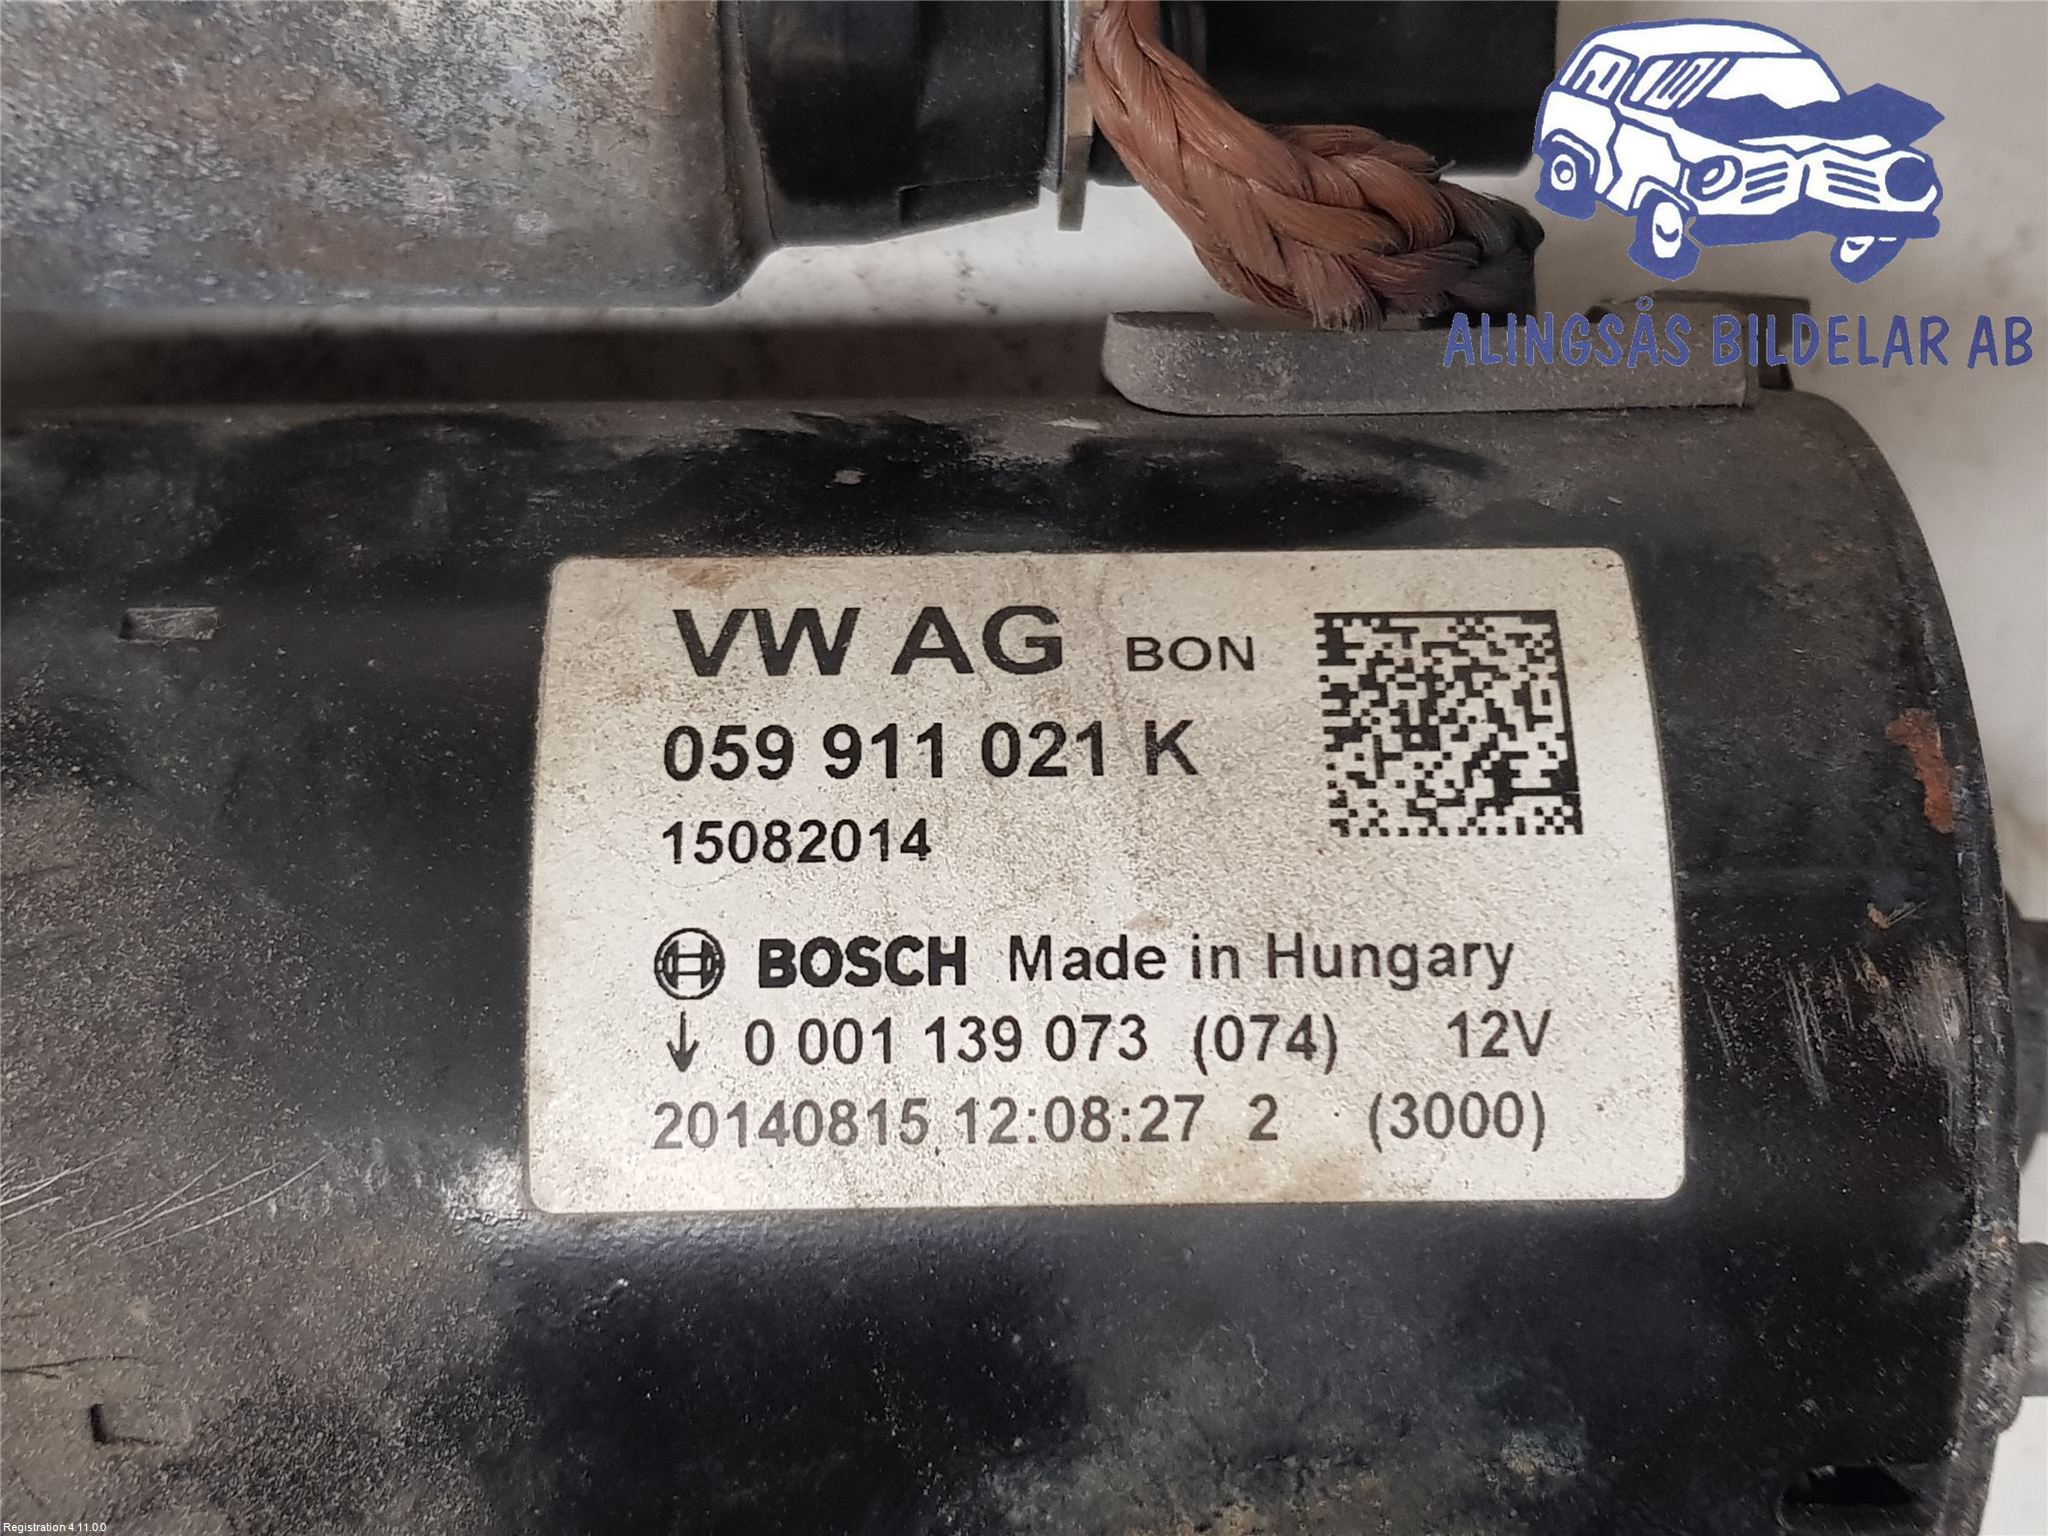 ALINGSÅS BILDELAR AB
VW AG BON
059 911 021 K
15082014
BOSCH Made in Hungary
↓ 0 001 139 073 (074) 12V
20140815 12:08:27 2 (3000)
Registration 4.11.0.0